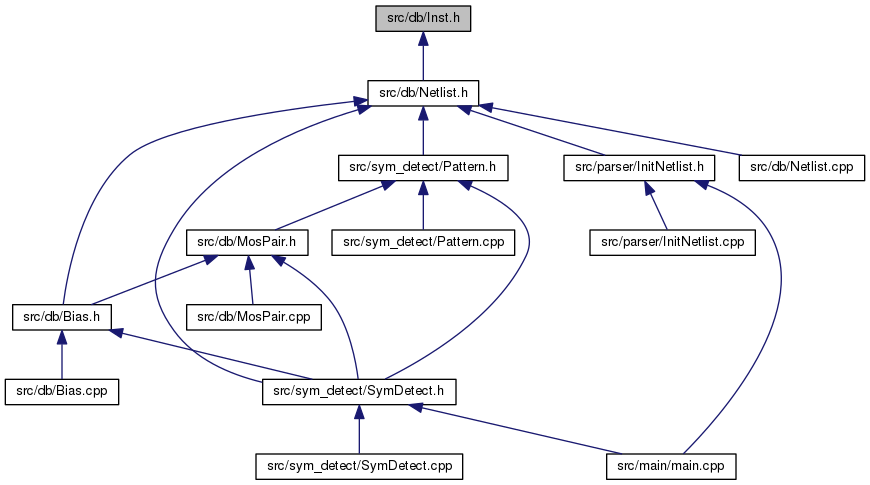 src/db/Inst.h
src/db/Netlist.h
src/sym_detect/Pattern.h
src/parser/InitNetlist.h
src/db/Netlist.cpp
src/db/MosPair.h
src/sym_detect/Pattern.cpp
src/parser/InitNetlist.cpp
src/db/Bias.h
src/db/MosPair.cpp
src/db/Bias.cpp
src/sym_detect/SymDetect.h
src/sym_detect/SymDetect.cpp
src/main/main.cpp